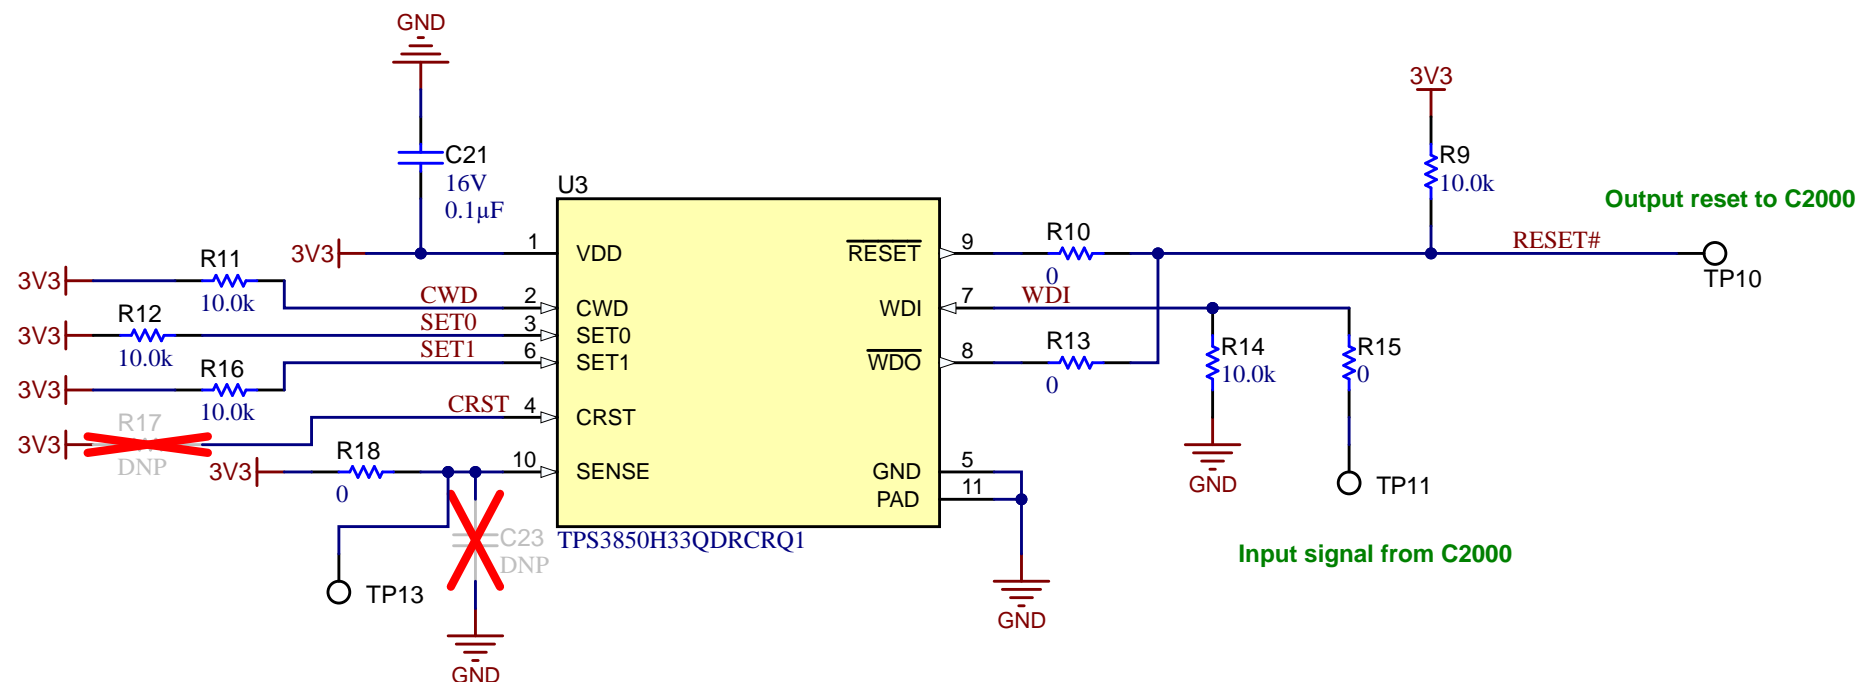 GND
C21
16V
0.1µF
3V3
R9
10.0k
Output reset to C2000
U3
3V3
1
VDD
RESET
9
R10
0
RESET#
TP10
3V3
R11
10.0k
CWD
2
CWD
WDI
7
WDI
3V3
R12
10.0k
SET0
3
SET0
3V3
R16
10.0k
SET1
6
SET1
WDO
8
R13
0
R14
10.0k
R15
0
3V3
R17
DNP
CRST
4
CRST
3V3
R18
0
10
SENSE
GND
5
PAD
11
GND
TP11
C23
DNP
TPS3850H33QDRCRQ1
Input signal from C2000
TP13
GND
GND